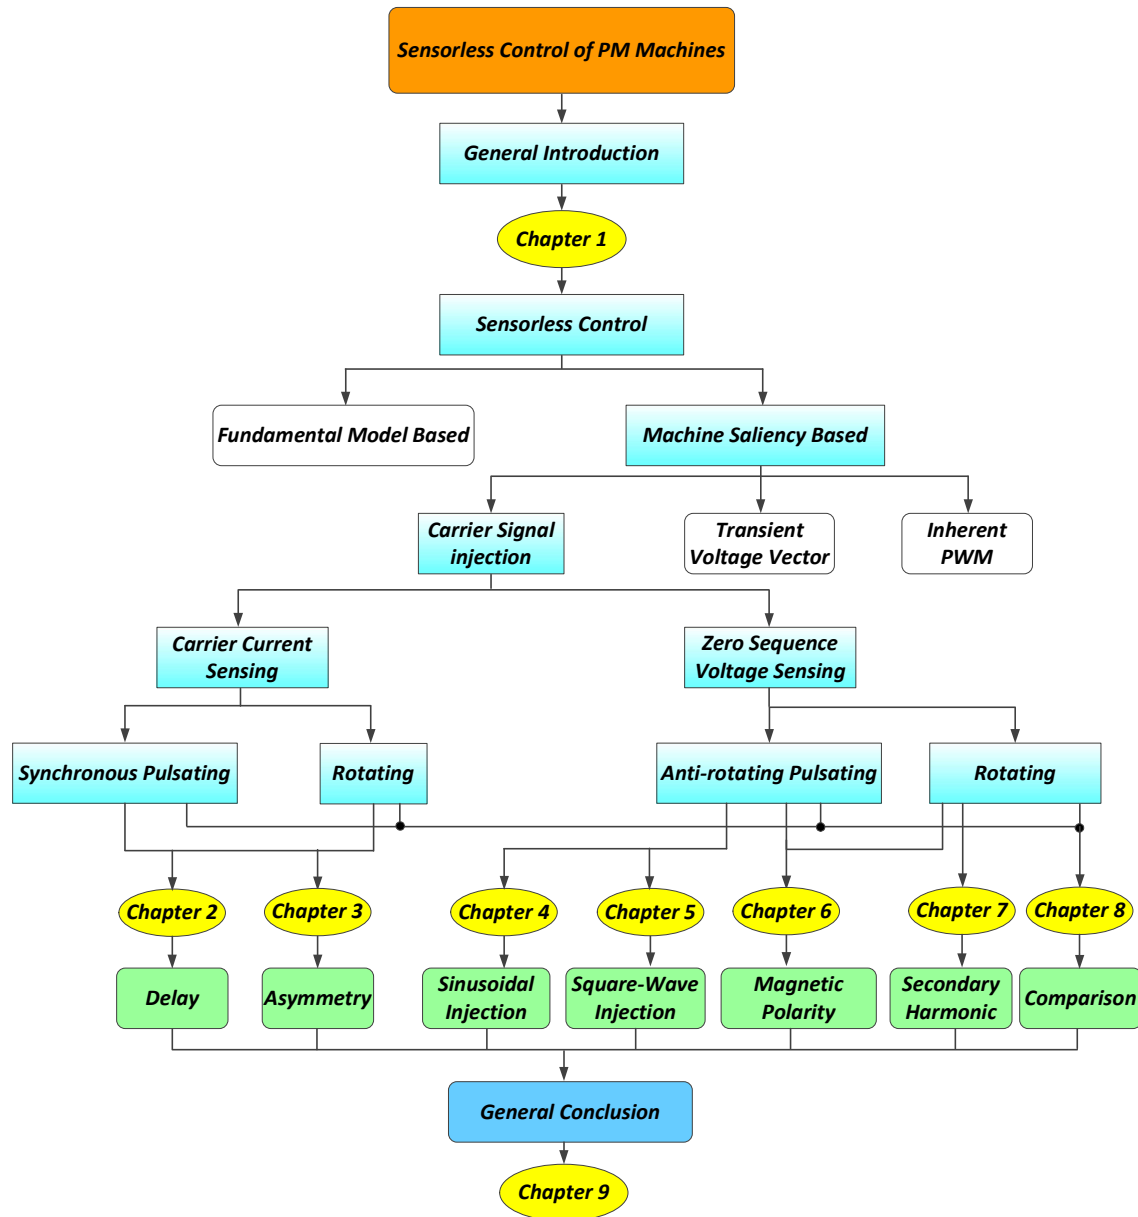 Sensorless Control of PM Machines
General Introduction
Chapter 1
Sensorless Control
Fundamental Model Based
Machine Saliency Based
Carrier Signal
injection
Transient
Voltage Vector
Inherent
PWM
Carrier Current
Sensing
Zero Sequence
Voltage Sensing
Synchronous Pulsating
Rotating
Anti-rotating Pulsating
Rotating
Chapter 2
Chapter 3
Chapter 4
Chapter 5
Chapter 6
Chapter 7
Chapter 8
Delay
Asymmetry
Sinusoidal
Injection
Square-Wave
Injection
Magnetic
Polarity
Secondary
Harmonic
Comparison
General Conclusion
Chapter 9